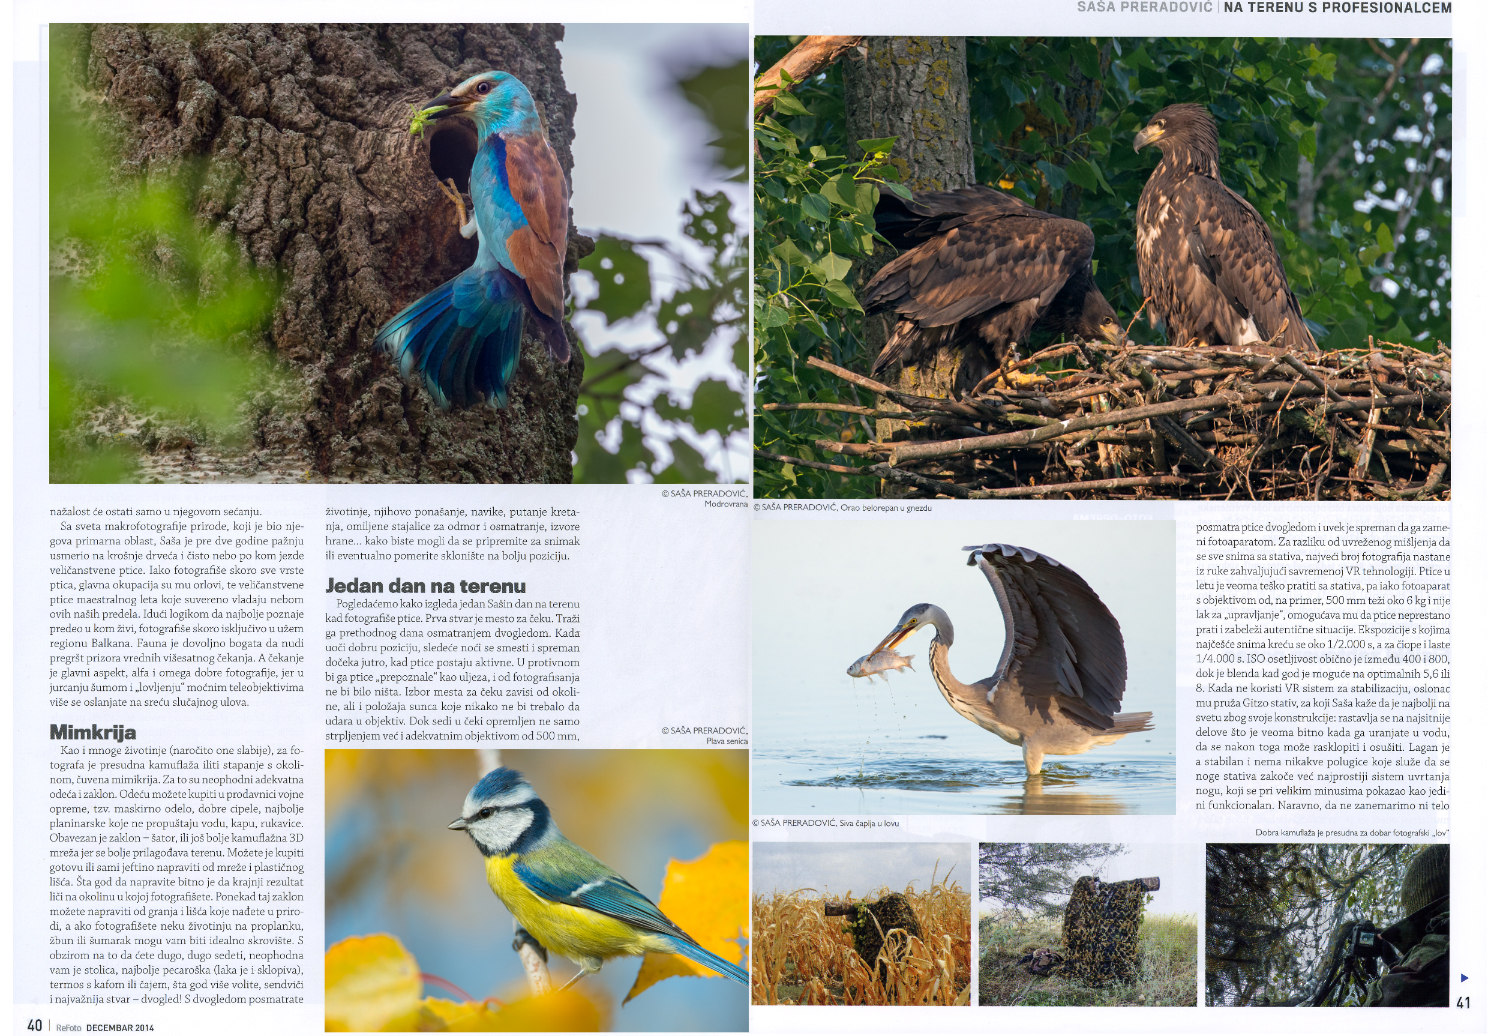 SAŠA PRERADOVIĆ | NA TERENU S PROFESIONALCEM
© SAŠA PRERADOVIĆ,
Modrovrana
nažalost će ostati samo u njegovom sećanju.
Sa sveta makrofotografije prirode, koji je bio nje-
gova primarna oblast, Saša je pre dve godine pažnju
usmerio na krošnje drveća i čisto nebo po kom jezde
veličanstvene ptice. Iako fotografiše skoro sve vrste
ptica, glavna okupacija su mu orlovi, te veličanstvene
ptice maestralnog leta koje suvereno vladaju nebom
ovih naših predela. Idući logikom da najbolje poznaje
predeo u kom živi, fotografiše skoro isključivo u užem
regionu Balkana. Fauna je dovoljno bogata da nudi
pregršt prizora vrednih višesatnog čekanja. A čekanje
je glavni aspekt, alfa i omega dobre fotografije, jer u
jurcanju šumom i „lovljenju“ moćnim teleobjektivima
više se oslanjate na sreću slučajnog ulova.
Mimkrija
Kao i mnoge životinje (naročito one slabije), za fo-
tografa je presudna kamuflaža iliti stapanje s okoli-
nom, čuvena mimikrija. Za to su neophodni adekvatna
odeća i zaklon. Odeću možete kupiti u prodavnici vojne
opreme, tzv. maskirno odelo, dobre cipele, najbolje
planinarske koje ne propuštaju vodu, kapu, rukavice.
Obavezan je zaklon – šator, ili još bolje kamuflažna 3D
mreža jer se bolje prilagođava terenu. Možete je kupiti
gotovu ili sami jeftino napraviti od mreže i plastičnog
lišća. Šta god da napravite bitno je da krajnji rezultat
liči na okolinu u kojoj fotografišete. Ponekad taj zaklon
možete napraviti od granja i lišća koje nađete u priro-
di, a ako fotografišete neku životinju na proplanku,
žbun ili šumarak mogu vam biti idealno skrovište. S
obzirom na to da ćete dugo, dugo sedeti, neophodna
vam je stolica, najbolje pecaroška (laka je i sklopiva),
termos s kafom ili čajem, šta god više volite, sendviči
i najvažnija stvar – dvogled! S dvogledom posmatrate
životinje, njihovo ponašanje, navike, putanje kreta-
nja, omiljene stajalice za odmor i osmatranje, izvore
hrane... kako biste mogli da se pripremite za snimak
ili eventualno pomerite sklonište na bolju poziciju.
Jedan dan na terenu
Pogledaćemo kako izgleda jedan Sašin dan na terenu
kad fotografiše ptice. Prva stvar je mesto za čeku. Traži
ga prethodnog dana osmatranjem dvogledom. Kada
uoči dobru poziciju, sledeće noći se smesti i spreman
dočeka jutro, kad ptice postaju aktivne. U protivnom
bi ga ptice „prepoznale“ kao uljeza, i od fotografisanja
ne bi bilo ništa. Izbor mesta za čeku zavisi od okoli-
ne, ali i položaja sunca koje nikako ne bi trebalo da
udara u objektiv. Dok sedi u čeki opremljen ne samo
strpljenjem već i adekvatnim objektivom od 500 mm,
© SAŠA PRERADOVIĆ,
Plava senica
© SAŠA PRERADOVIĆ, Orao belorepan u gnezdu
posmatra ptice dvogledom i uvek je spreman da ga zame-
ni fotoaparatom. Za razliku od uvreženog mišljenja da
se sve snima sa stativa, najveći broj fotografija nastane
iz ruke zahvaljujući savremenoj VR tehnologiji. Ptice u
letu je veoma teško pratiti sa stativa, pa iako fotoaparat
s objektivom od, na primer, 500 mm teži oko 6 kg i nije
lak za „upravljanje“, omogućava mu da ptice neprestano
prati i zabeleži autentične situacije. Ekspozicije s kojima
najčešće snima kreću se oko 1/2.000 s, a za čiope i laste
1/4.000 s. ISO osetljivost obično je između 400 i 800,
dok je blenda kad god je moguće na optimalnih 5,6 ili
8. Kada ne koristi VR sistem za stabilizaciju, oslonac
mu pruža Gitzo stativ, za koji Saša kaže da je najbolji na
svetu zbog svoje konstrukcije: rastavlja se na najsitnije
delove što je veoma bitno kada ga uranjate u vodu,
da se nakon toga može rasklopiti i osušiti. Lagan je
a stabilan i nema nikakve polugice koje služe da se
noge stativa zakoče već najprostiji sistem uvrtanja
nogu, koji se pri velikim minusima pokazao kao jedi-
ni funkcionalan. Naravno, da ne zanemarimo ni telo
© SAŠA PRERADOVIĆ, Siva čaplja u lovu
Dobra kamuflaža je presudna za dobar fotografski „lov“
40 | ReFoto DECEMBAR 2014
41